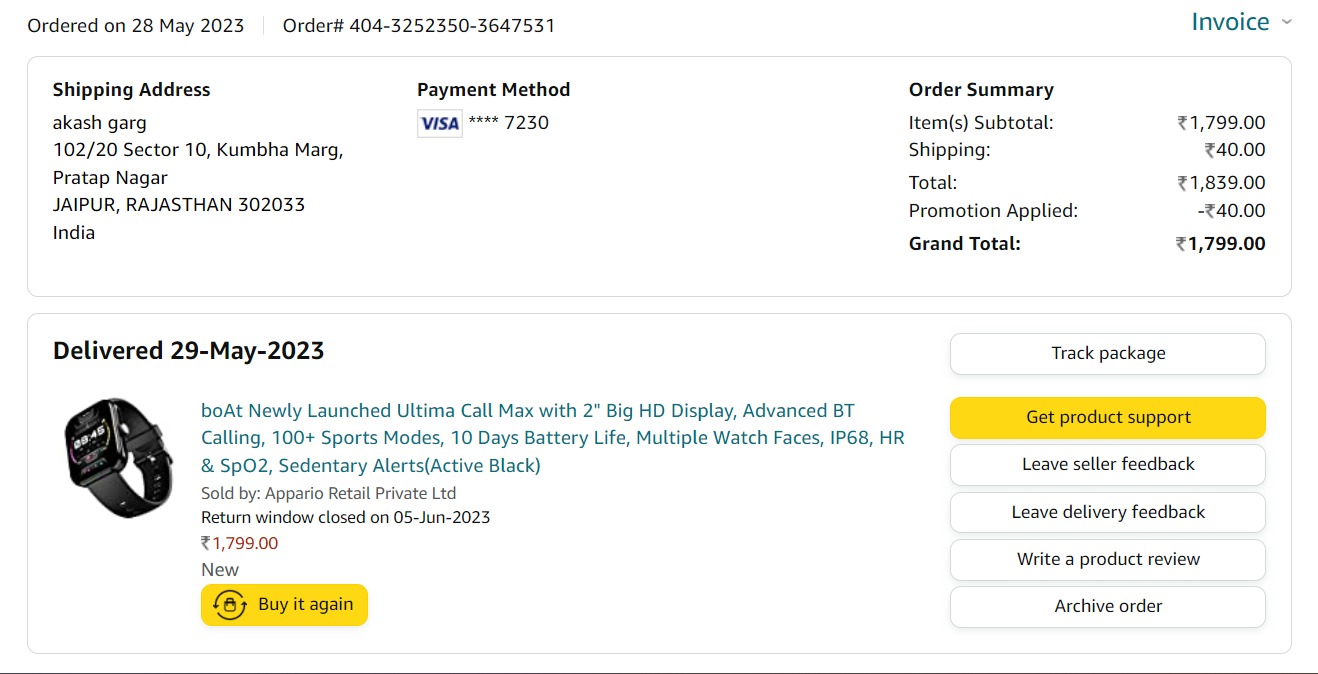 Ordered on 28 May 2023 Order# 404-3252350-3647531
Invoice
Shipping Address
akash garg
102/20 Sector 10, Kumbha Marg,
Pratap Nagar
JAIPUR, RAJASTHAN 302033
India
Payment Method
VISA **** 7230
Order Summary
Item(s) Subtotal: ₹1,799.00
Shipping: ₹40.00
Total: ₹1,839.00
Promotion Applied: -₹40.00
Grand Total: ₹1,799.00
Delivered 29-May-2023
09:45
boAt Newly Launched Ultima Call Max with 2" Big HD Display, Advanced BT
Calling, 100+ Sports Modes, 10 Days Battery Life, Multiple Watch Faces, IP68, HR
& SpO2, Sedentary Alerts(Active Black)
Sold by: Appario Retail Private Ltd
Return window closed on 05-Jun-2023
₹1,799.00
New
Buy it again
Track package
Get product support
Leave seller feedback
Leave delivery feedback
Write a product review
Archive order